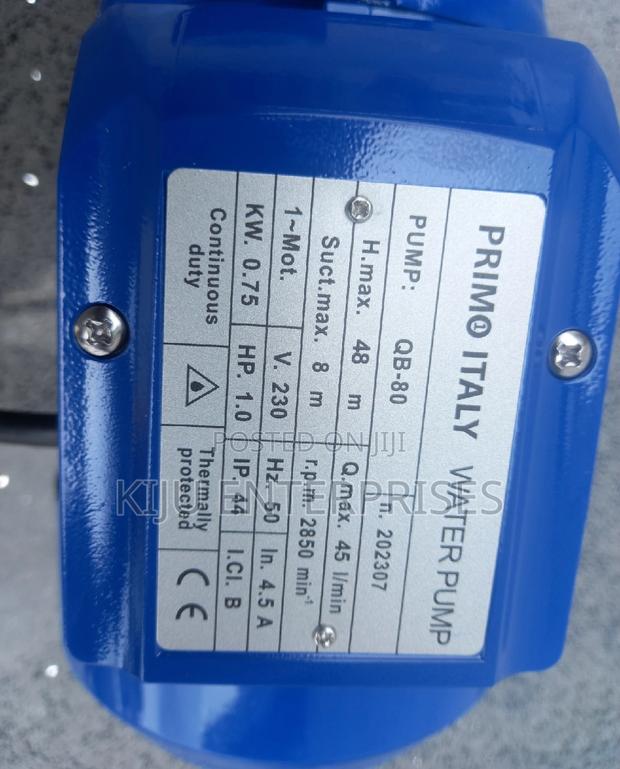 PRIMO ITALY WATER PUMP
PUMP: QB-80 n. 202307
H.max. 48 m Q.max. 45 l/min
Suct.max. 8 m r.p.m. 2850 min⁻¹
1~Mot. V. 230 Hz. 50 In. 4.5 A
KW. 0.75 HP. 1.0 IP 44 I.Cl. B
Continuous duty
Thermally protected
CE
POSTED ON JIJI
KIJU ENTERPRISES